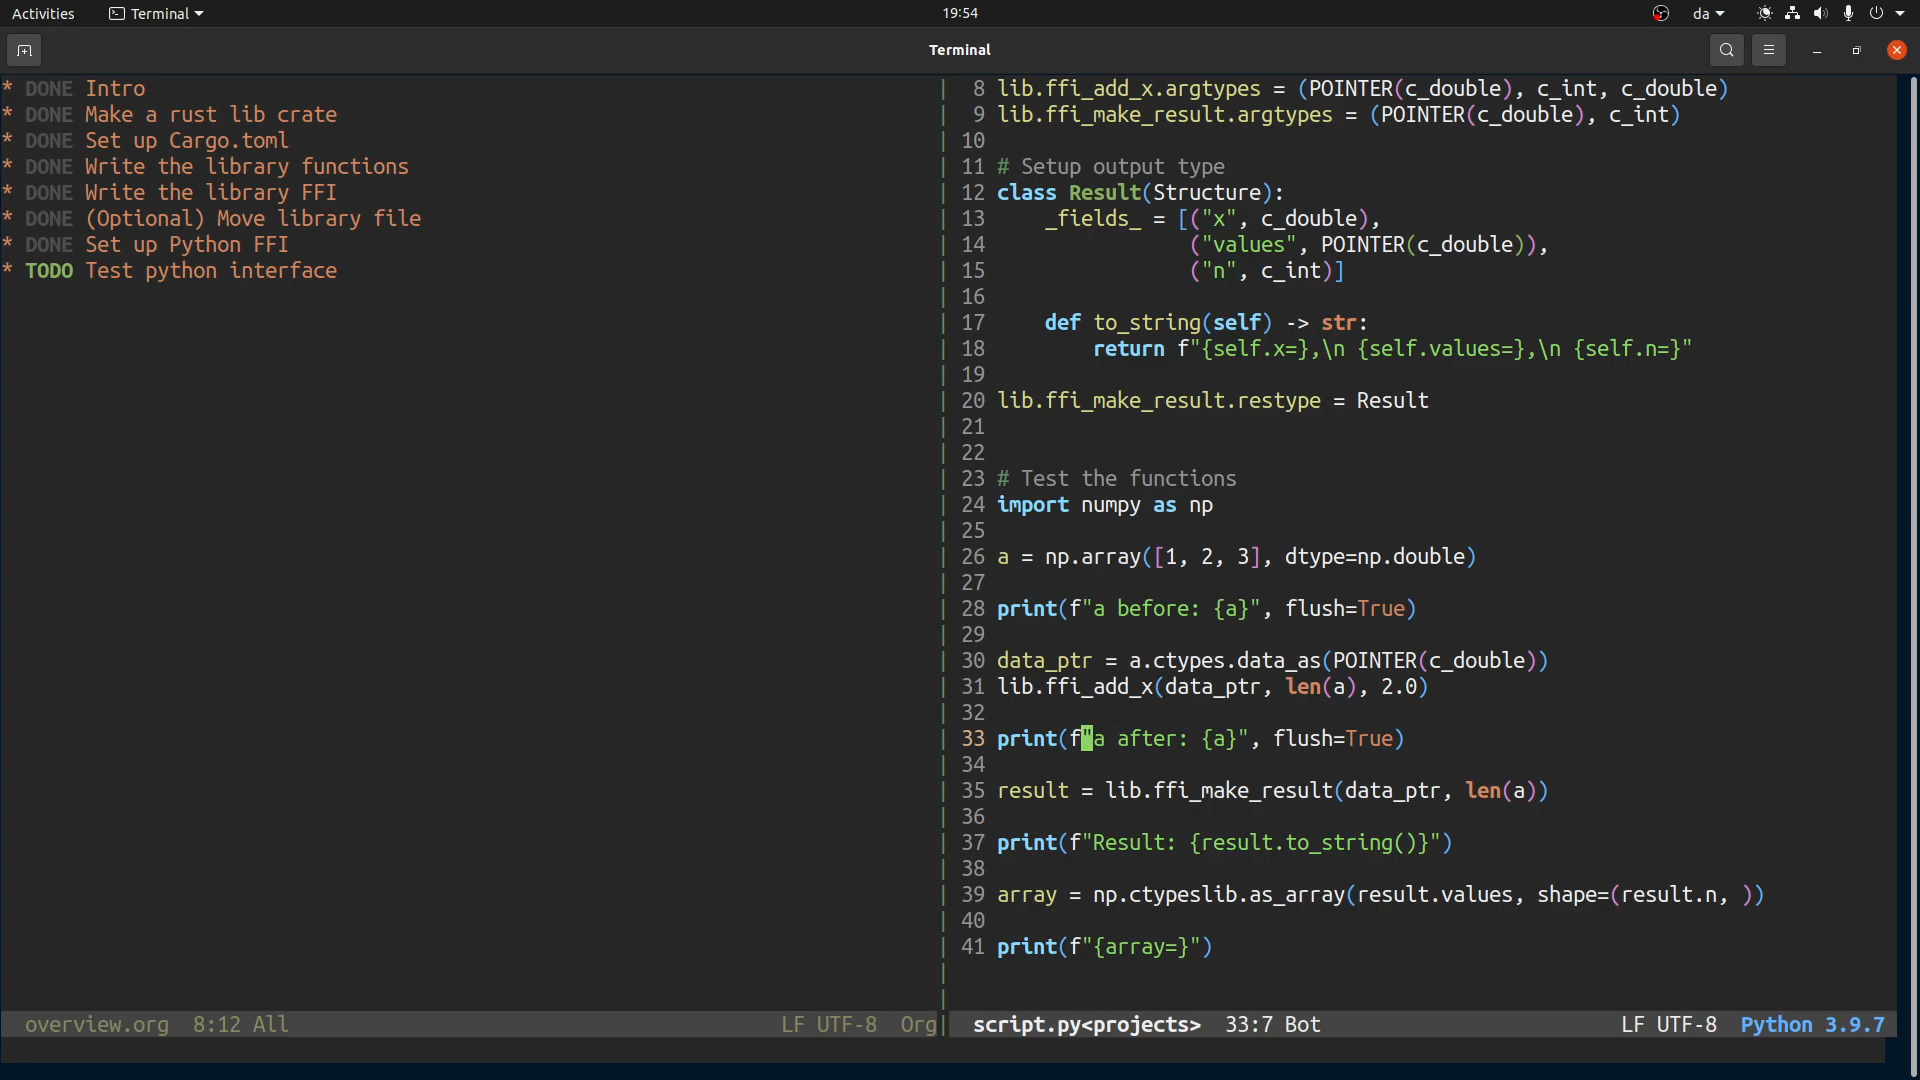 Activities Terminal 19:54 da
Terminal
* DONE Intro
* DONE Make a rust lib crate
* DONE Set up Cargo.toml
* DONE Write the library functions
* DONE Write the library FFI
* DONE (Optional) Move library file
* DONE Set up Python FFI
* TODO Test python interface
overview.org 8:12 All LF UTF-8 Org
8 lib.ffi_add_x.argtypes = (POINTER(c_double), c_int, c_double)
9 lib.ffi_make_result.argtypes = (POINTER(c_double), c_int)
10
11 # Setup output type
12 class Result(Structure):
13     _fields_ = [("x", c_double),
14                 ("values", POINTER(c_double)),
15                 ("n", c_int)]
16
17     def to_string(self) -> str:
18         return f"{self.x=},\n {self.values=},\n {self.n=}"
19
20 lib.ffi_make_result.restype = Result
21
22
23 # Test the functions
24 import numpy as np
25
26 a = np.array([1, 2, 3], dtype=np.double)
27
28 print(f"a before: {a}", flush=True)
29
30 data_ptr = a.ctypes.data_as(POINTER(c_double))
31 lib.ffi_add_x(data_ptr, len(a), 2.0)
32
33 print(f"a after: {a}", flush=True)
34
35 result = lib.ffi_make_result(data_ptr, len(a))
36
37 print(f"Result: {result.to_string()}")
38
39 array = np.ctypeslib.as_array(result.values, shape=(result.n, ))
40
41 print(f"{array=}")
script.py<projects> 33:7 Bot LF UTF-8 Python 3.9.7